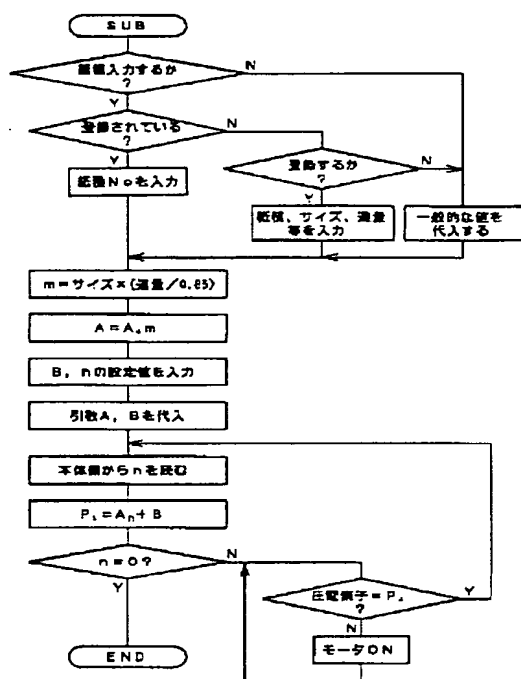 SUB
紙種入力するか
?
N
Y
登録されている
?
N
Y
登録するか
?
N
Y
紙種Noを入力
紙種、サイズ、連量
等を入力
一般的な値を
代入する
m=サイズ×(連量/0.85)
A=A₀m
B,nの設定値を入力
引数A,Bを代入
本体側からnを読む
P₁=An+B
n=0?
N
Y
圧電素子=P₁
?
Y
N
モータON
END